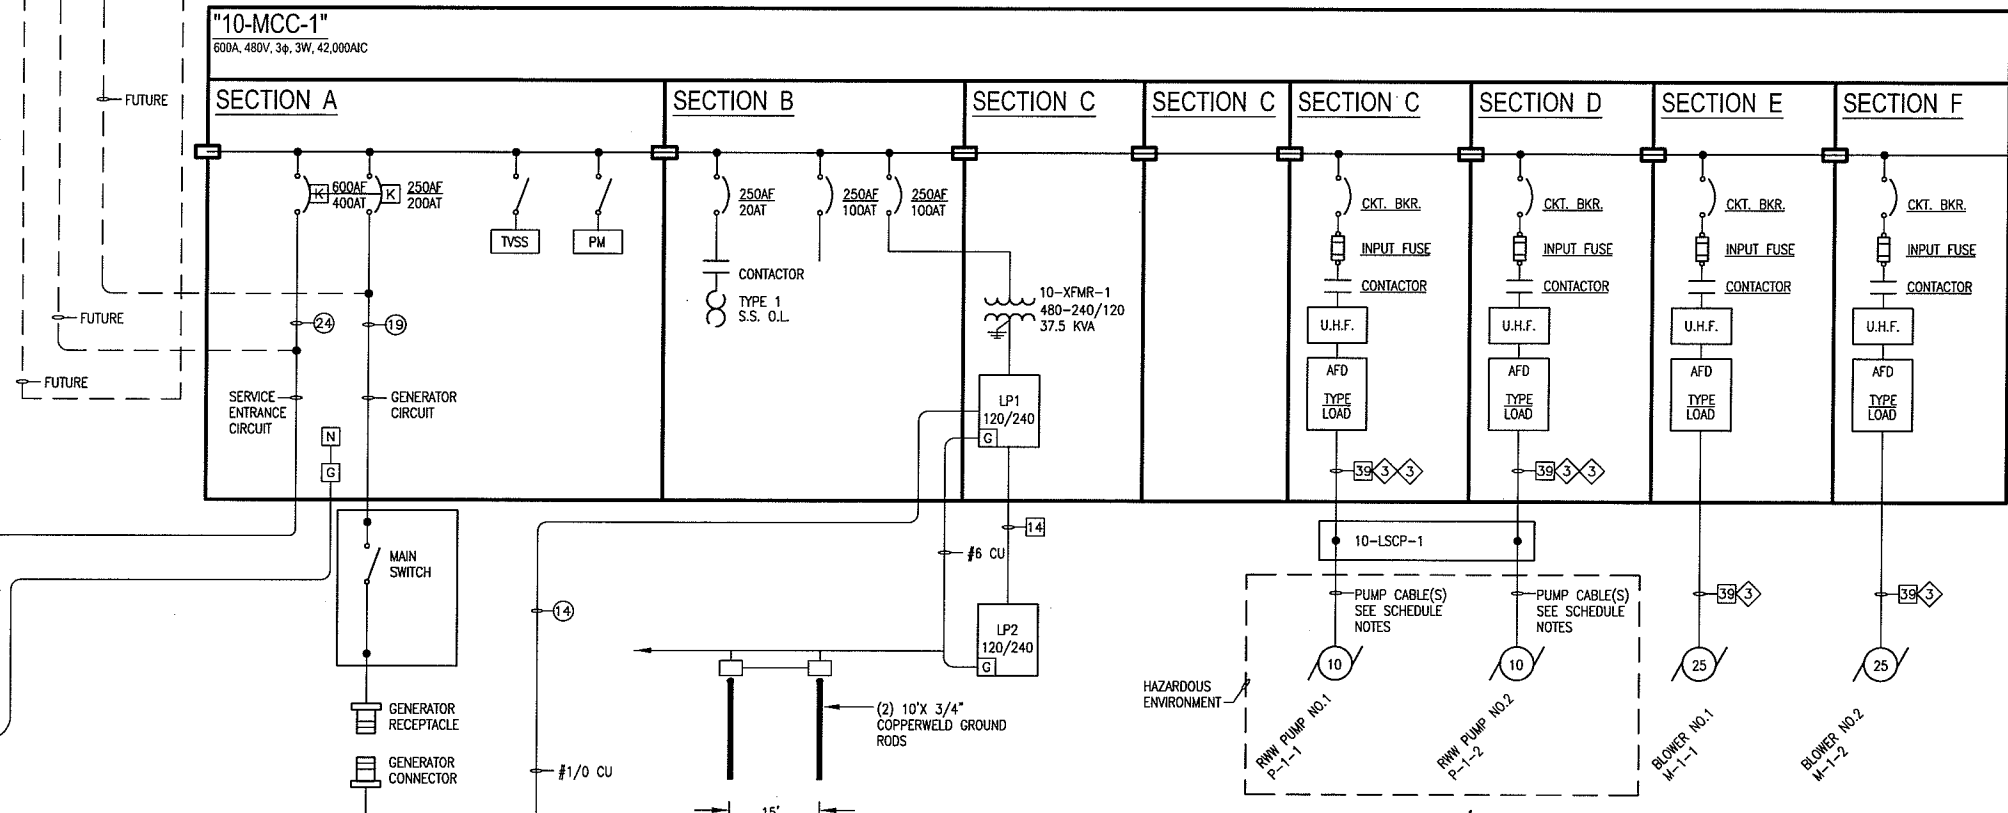 "10-MCC-1"
600A, 480V, 3φ, 3W, 42,000AIC
SECTION A
SECTION B
SECTION C
SECTION C
SECTION C
SECTION D
SECTION E
SECTION F
FUTURE
FUTURE
FUTURE
K
600AF
400AT
K
250AF
200AT
TVSS
PM
24
19
SERVICE
ENTRANCE
CIRCUIT
GENERATOR
CIRCUIT
N
G
MAIN
SWITCH
GENERATOR
RECEPTACLE
GENERATOR
CONNECTOR
250AF
20AT
250AF
100AT
250AF
100AT
CONTACTOR
TYPE 1
S.S. O.L.
10-XFMR-1
480-240/120
37.5 KVA
LP1
120/240
G
14
#6 CU
LP2
120/240
G
14
#1/0 CU
(2) 10'X 3/4"
COPPERWELD GROUND
RODS
15'
CKT. BKR.
INPUT FUSE
CONTACTOR
U.H.F.
AFD
TYPE
LOAD
39 3 3
CKT. BKR.
INPUT FUSE
CONTACTOR
U.H.F.
AFD
TYPE
LOAD
39 3 3
CKT. BKR.
INPUT FUSE
CONTACTOR
U.H.F.
AFD
TYPE
LOAD
39 3
CKT. BKR.
INPUT FUSE
CONTACTOR
U.H.F.
AFD
TYPE
LOAD
39 3
10-LSCP-1
PUMP CABLE(S)
SEE SCHEDULE
NOTES
PUMP CABLE(S)
SEE SCHEDULE
NOTES
HAZARDOUS
ENVIRONMENT
10
RWW PUMP NO.1
P-1-1
10
RWW PUMP NO.2
P-1-2
25
BLOWER NO.1
M-1-1
25
BLOWER NO.2
M-1-2